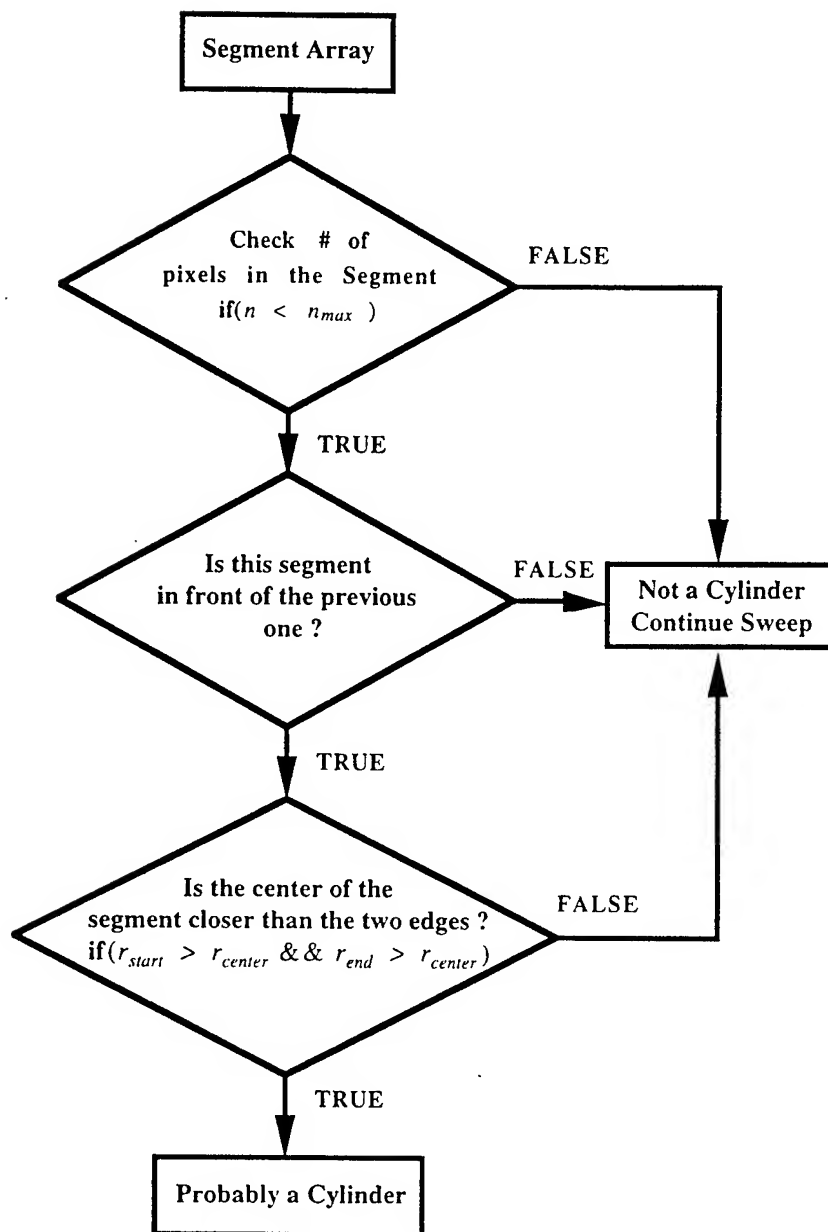 Segment Array
Check # of
pixels in the Segment
if(n < n_max )
FALSE
TRUE
Is this segment
in front of the previous
one ?
FALSE
Not a Cylinder
Continue Sweep
TRUE
Is the center of the
segment closer than the two edges ?
if(r_start > r_center && r_end > r_center)
FALSE
TRUE
Probably a Cylinder